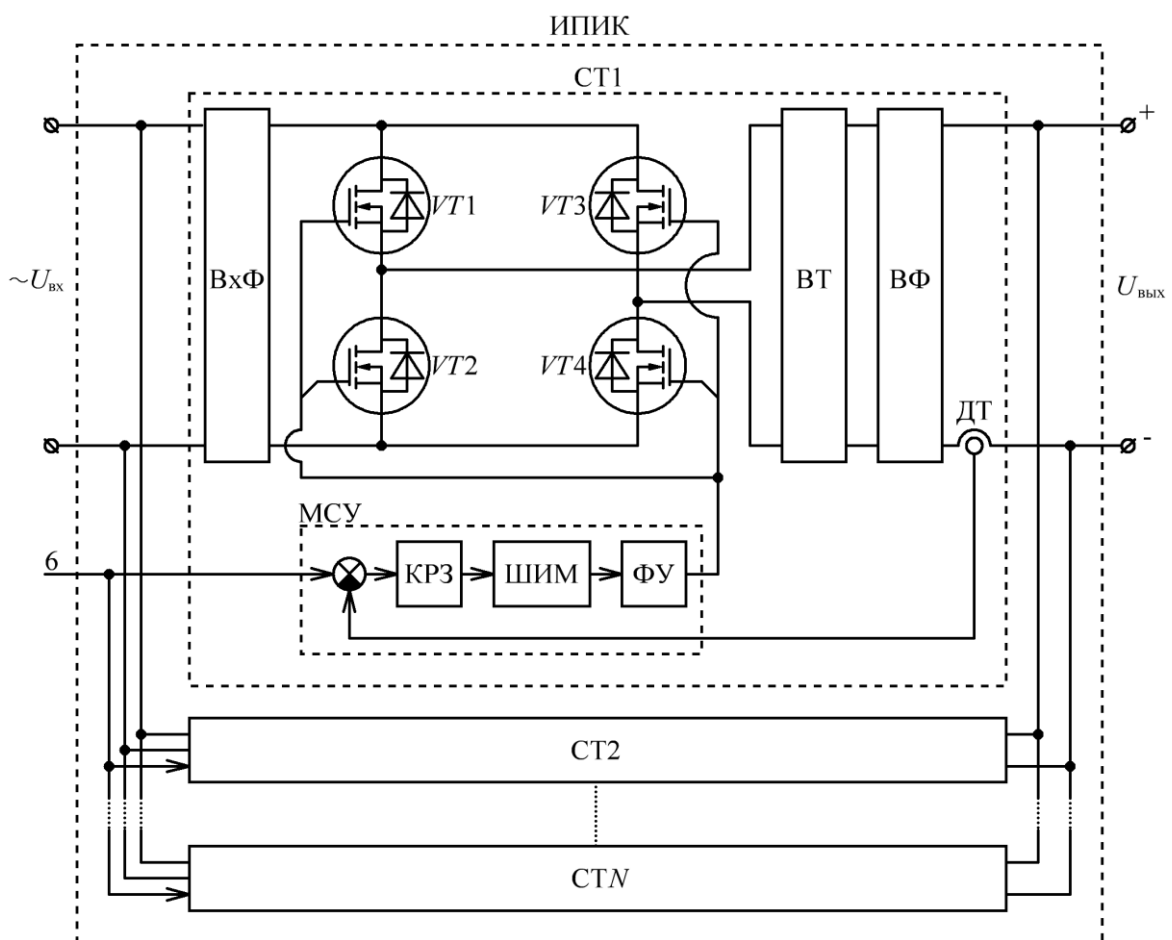 ИПИК
СТ1
+
VT1
VT3
~Uвх
ВхФ
ВТ
ВФ
Uвых
VT2
VT4
ДТ
-
МСУ
6
КРЗ
ШИМ
ФУ
СТ2
СТN